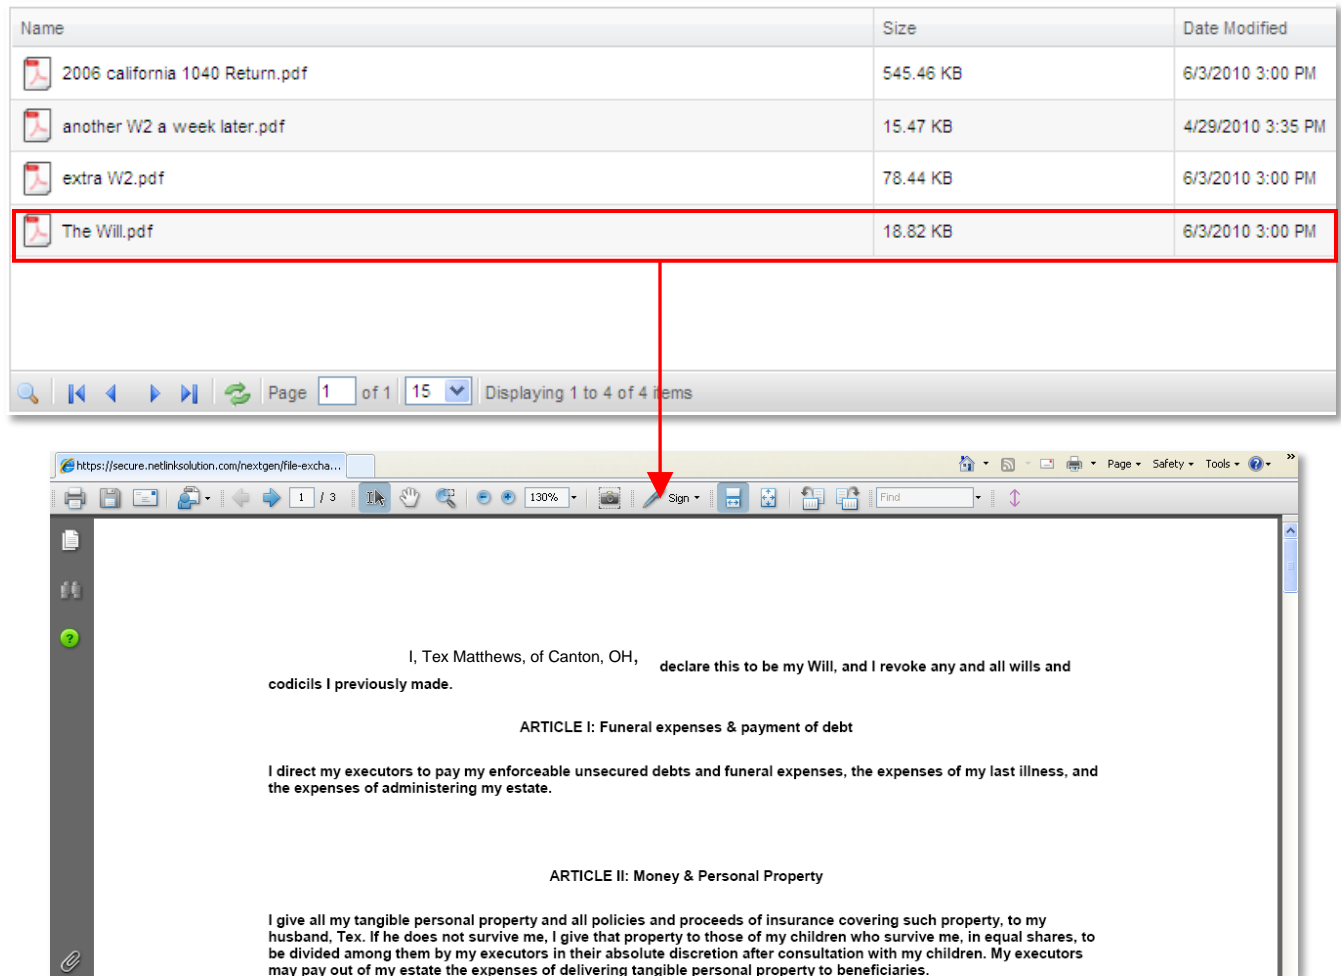 Name Size Date Modified
2006 california 1040 Return.pdf 545.46 KB 6/3/2010 3:00 PM
another W2 a week later.pdf 15.47 KB 4/29/2010 3:35 PM
extra W2.pdf 78.44 KB 6/3/2010 3:00 PM
The Will.pdf 18.82 KB 6/3/2010 3:00 PM
Page 1 of 1 15 Displaying 1 to 4 of 4 items
https://secure.netlinksolution.com/nextgen/file-excha... Page Safety Tools
1 / 3 130% Sign Find
I, Tex Matthews, of Canton, OH, declare this to be my Will, and I revoke any and all wills and
codicils I previously made.
ARTICLE I: Funeral expenses & payment of debt
I direct my executors to pay my enforceable unsecured debts and funeral expenses, the expenses of my last illness, and
the expenses of administering my estate.
ARTICLE II: Money & Personal Property
I give all my tangible personal property and all policies and proceeds of insurance covering such property, to my
husband, Tex. If he does not survive me, I give that property to those of my children who survive me, in equal shares, to
be divided among them by my executors in their absolute discretion after consultation with my children. My executors
may pay out of my estate the expenses of delivering tangible personal property to beneficiaries.